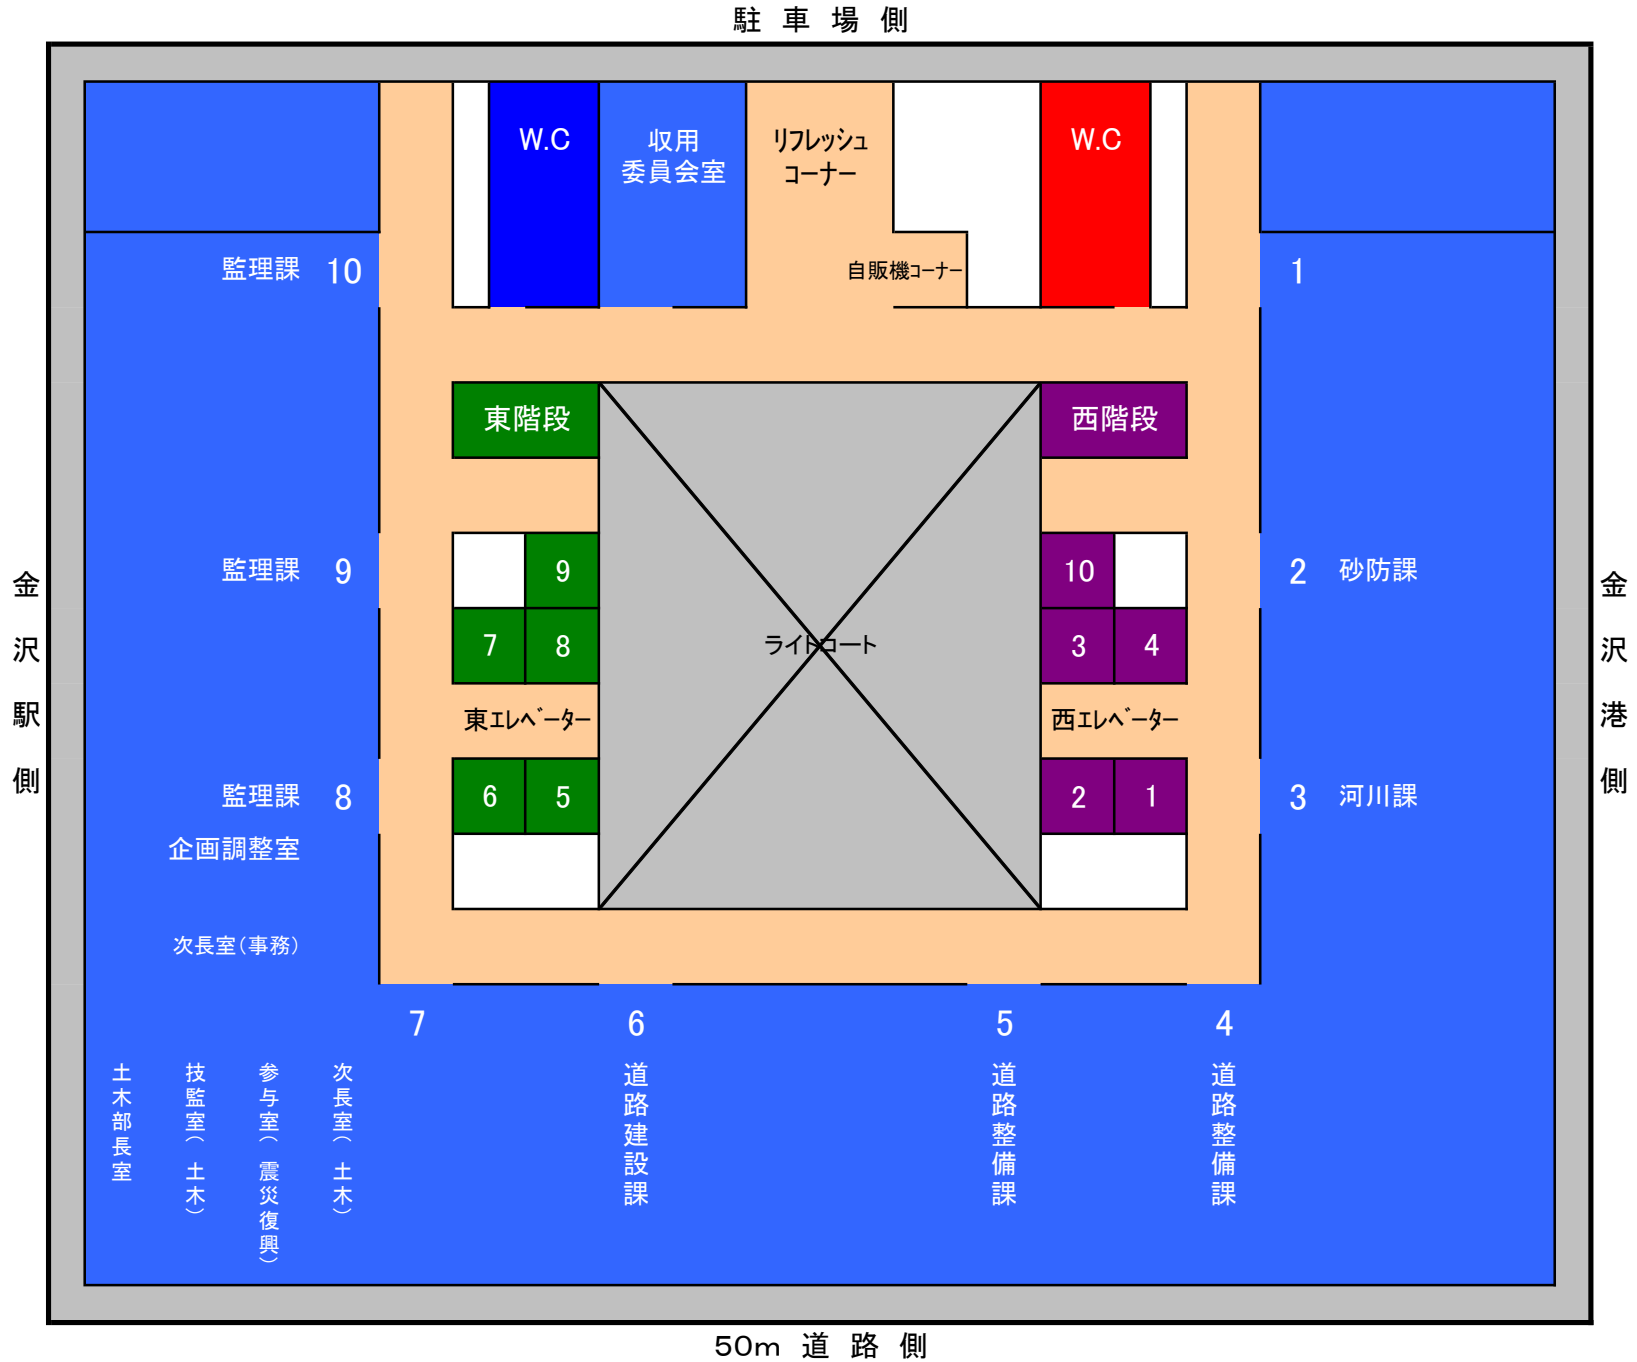 駐車場側
W.C
収用
委員会室
リフレッシュ
コーナー
W.C
監理課 10
自販機コーナー
1
東階段
西階段
監理課 9
9
10
2 砂防課
7
8
ライトコート
3
4
東エレベーター
西エレベーター
監理課 8
6
5
2
1
3 河川課
企画調整室
次長室(事務)
金沢駅側
金沢港側
7
6
5
4
土木部長室
技監室(土木)
参与室(震災復興)
次長室(土木)
道路建設課
道路整備課
道路整備課
50m 道路側